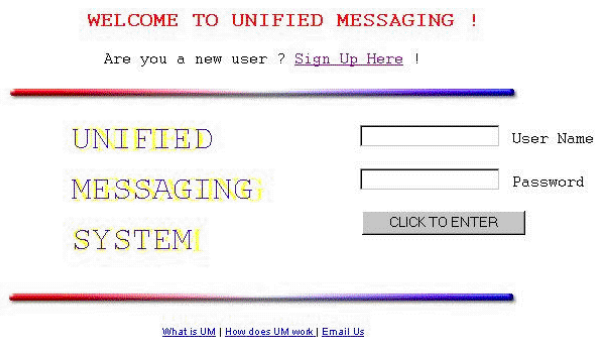 WELCOME TO UNIFIED MESSAGING !
Are you a new user ? Sign Up Here !
UNIFIED
MESSAGING
SYSTEM
User Name
Password
CLICK TO ENTER
What is UM | How does UM work | Email Us